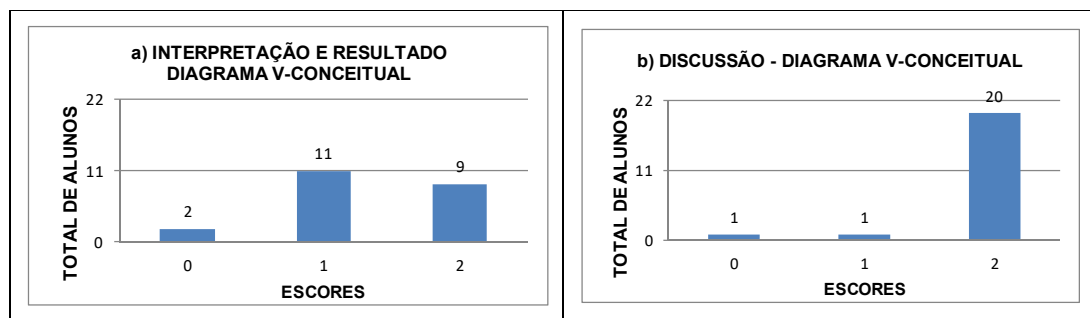 a) INTERPRETAÇÃO E RESULTADO
DIAGRAMA V-CONCEITUAL
TOTAL DE ALUNOS
22
11
0
2
11
9
0
1
2
ESCORES
b) DISCUSSÃO - DIAGRAMA V-CONCEITUAL
TOTAL DE ALUNOS
22
11
0
1
1
20
0
1
2
ESCORES